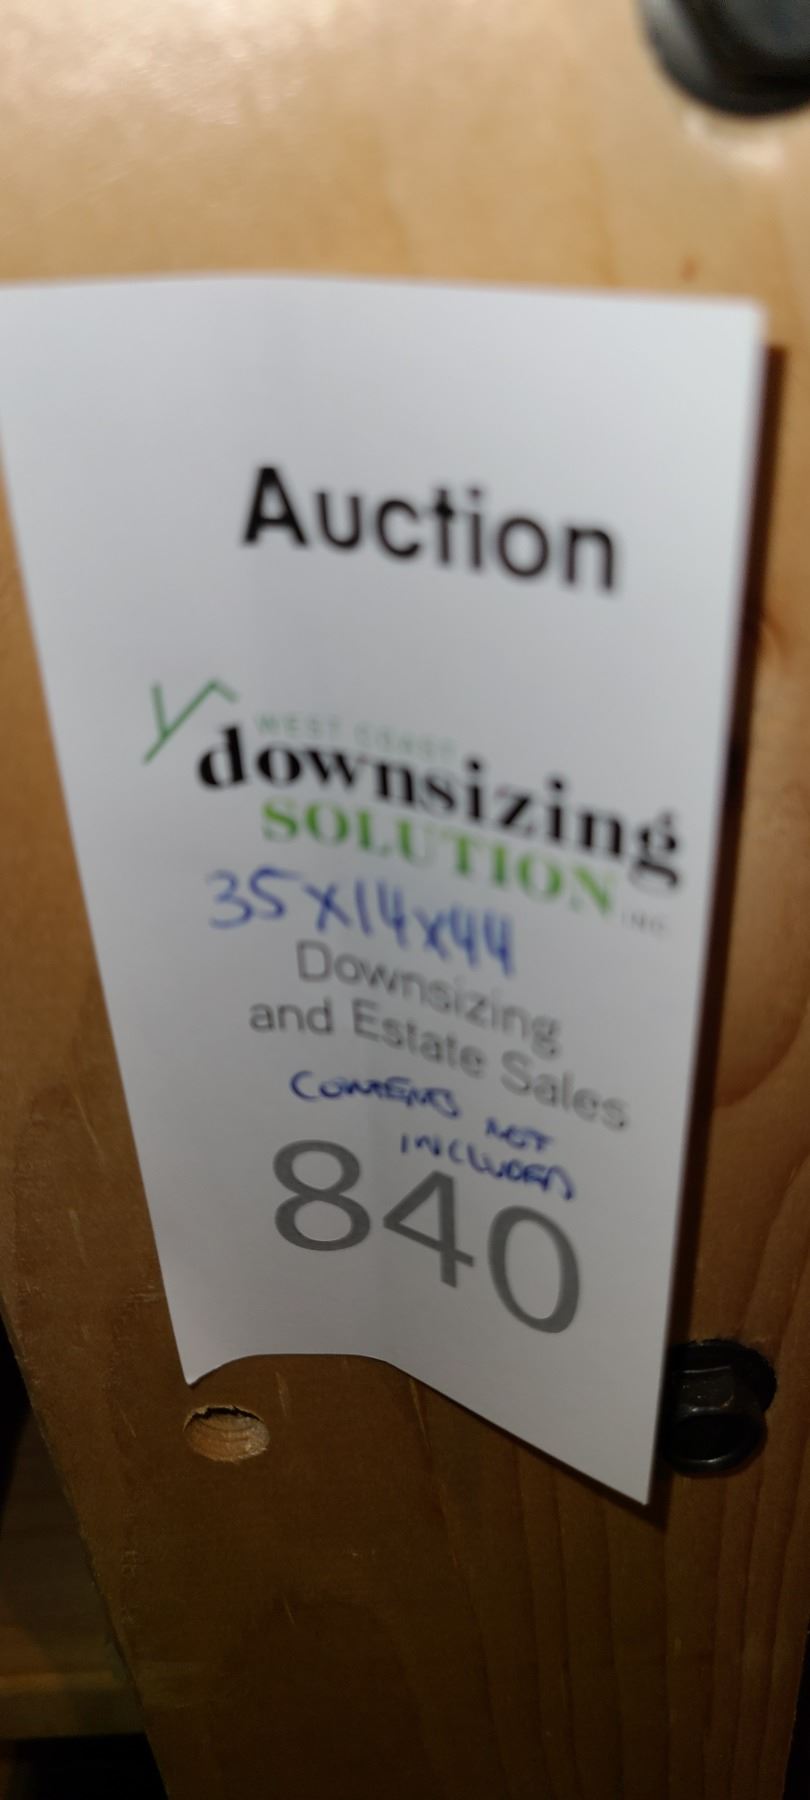 Auction
WEST COAST
downsizing
SOLUTION INC
35x14x44
Downsizing
and Estate Sales
CONTENTS NOT
INCLUDED
840